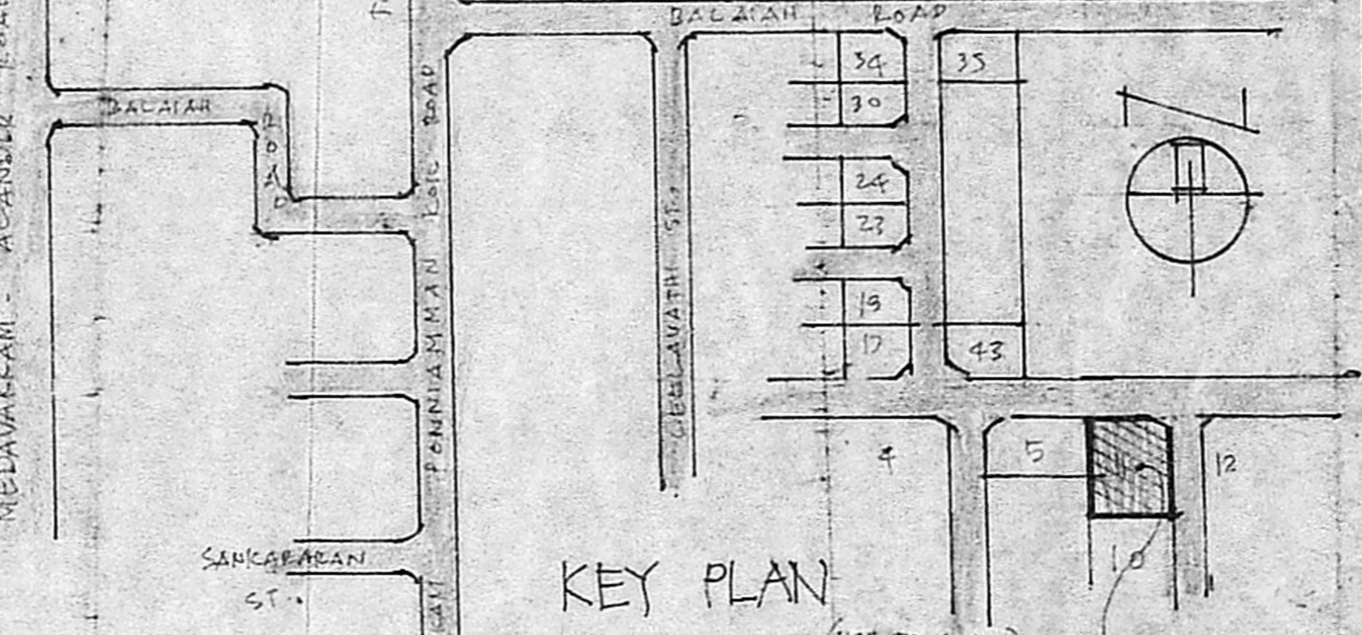 BALAIAH ROAD
34
35
BALAIAH
ROAD
30
PONNIAMMAN KOIL ROAD
24
23
GEELAVATHI ST.
19
17
43
MEDAVAKKAM
4
5
12
SANKARARAN
ST.
10
KEY PLAN